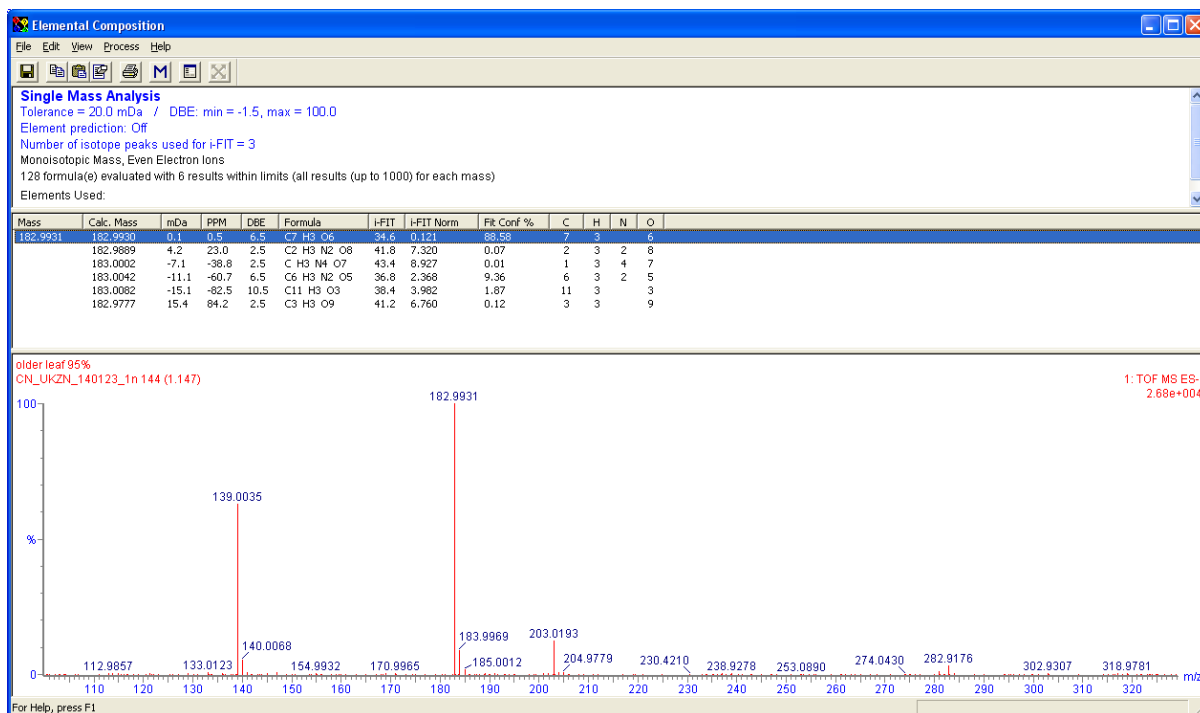 Elemental Composition
File Edit View Process Help
M
Single Mass Analysis
Tolerance = 20.0 mDa / DBE: min = -1.5, max = 100.0
Element prediction: Off
Number of isotope peaks used for i-FIT = 3
Monoisotopic Mass, Even Electron Ions
128 formula(e) evaluated with 6 results within limits (all results (up to 1000) for each mass)
Elements Used:
Mass Calc. Mass mDa PPM DBE Formula i-FIT i-FIT Norm Fit Conf % C H N O
182.9931 182.9930 0.1 0.5 6.5 C7 H3 O6 34.6 0.121 88.58 7 3 6
182.9889 4.2 23.0 2.5 C2 H3 N2 O8 41.8 7.320 0.07 2 3 2 8
183.0002 -7.1 -38.8 2.5 C H3 N4 O7 43.4 8.927 0.01 1 3 4 7
183.0042 -11.1 -60.7 6.5 C6 H3 N2 O5 36.8 2.368 9.36 6 3 2 5
183.0082 -15.1 -82.5 10.5 C11 H3 O3 38.4 3.982 1.87 11 3 3
182.9777 15.4 84.2 2.5 C3 H3 O9 41.2 6.760 0.12 3 3 9
older leaf 95%
CN_UKZN_140123_1n 144 (1.147)
1: TOF MS ES-
2.68e+004
100
182.9931
139.0035
%
203.0193
183.9969
140.0068
112.9857 133.0123 154.9932 170.9965 185.0012 204.9779 230.4210 238.9278 253.0890 274.0430 282.9176 302.9307 318.9781
0
m/z
110 120 130 140 150 160 170 180 190 200 210 220 230 240 250 260 270 280 290 300 310 320
For Help, press F1